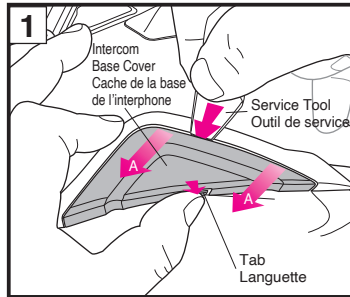 1
Intercom
Base Cover
Cache de la base
de l'interphone
Service Tool
Outil de service
A
A
Tab
Languette